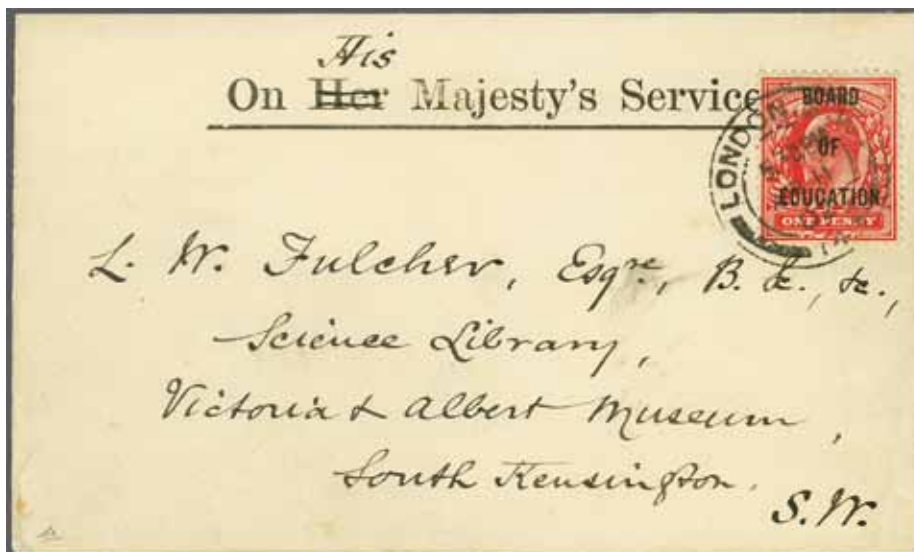 His
On Her Majesty's Service
BOARD
OF
EDUCATION
ONE PENNY
LONDON
L. W. Fulcher, Esqre, B. Sc., &c.,
Science Library,
Victoria & Albert Museum,
South Kensington.
S.W.